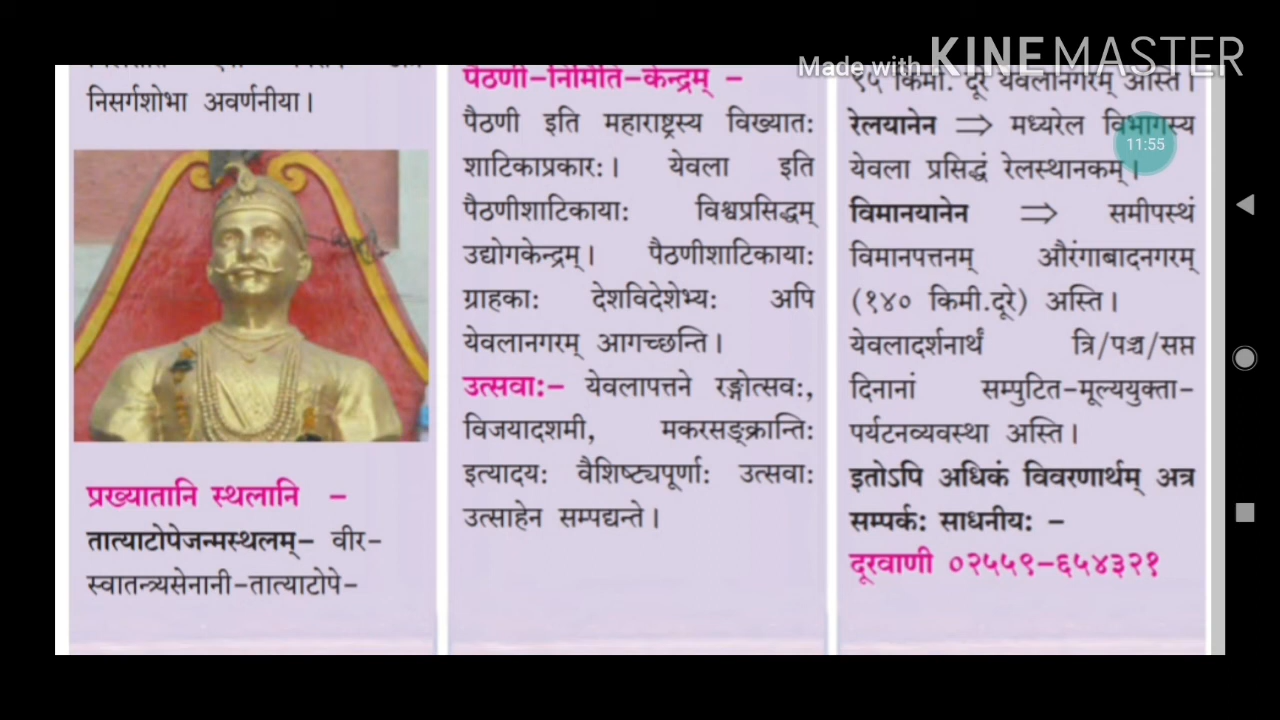 Made with KINEMASTER
11:55
निसर्गशोभा अवर्णनीया।
प्रख्यातानि स्थलानि –
तात्याटोपेजन्मस्थलम्– वीर–
स्वातन्त्र्यसेनानी–तात्याटोपे–
पैठणी–निर्मिति–केन्द्रम् –
पैठणी इति महाराष्ट्रस्य विख्यातः
शाटिकाप्रकारः। येवला इति
पैठणीशाटिकायाः विश्वप्रसिद्धम्
उद्योगकेन्द्रम्। पैठणीशाटिकायाः
ग्राहकाः देशविदेशेभ्यः अपि
येवलानगरम् आगच्छन्ति।
उत्सवाः– येवलापत्तने रङ्गोत्सवः,
विजयादशमी, मकरसङ्क्रान्तिः
इत्यादयः वैशिष्ट्यपूर्णाः उत्सवाः
उत्साहेन सम्पद्यन्ते।
किमी. दूरे येवलानगरम् अस्ति।
रेलयानेन ⇒ मध्यरेल विभागस्य
येवला प्रसिद्धं रेलस्थानकम्।
विमानयानेन ⇒ समीपस्थं
विमानपत्तनम् औरंगाबादनगरम्
(१४० किमी.दूरे) अस्ति।
येवलादर्शनार्थं त्रि/पञ्च/सप्त
दिनानां सम्पुटित–मूल्ययुक्ता–
पर्यटनव्यवस्था अस्ति।
इतोऽपि अधिकं विवरणार्थम् अत्र
सम्पर्कः साधनीयः –
दूरवाणी ०२५५९–६५४३२१